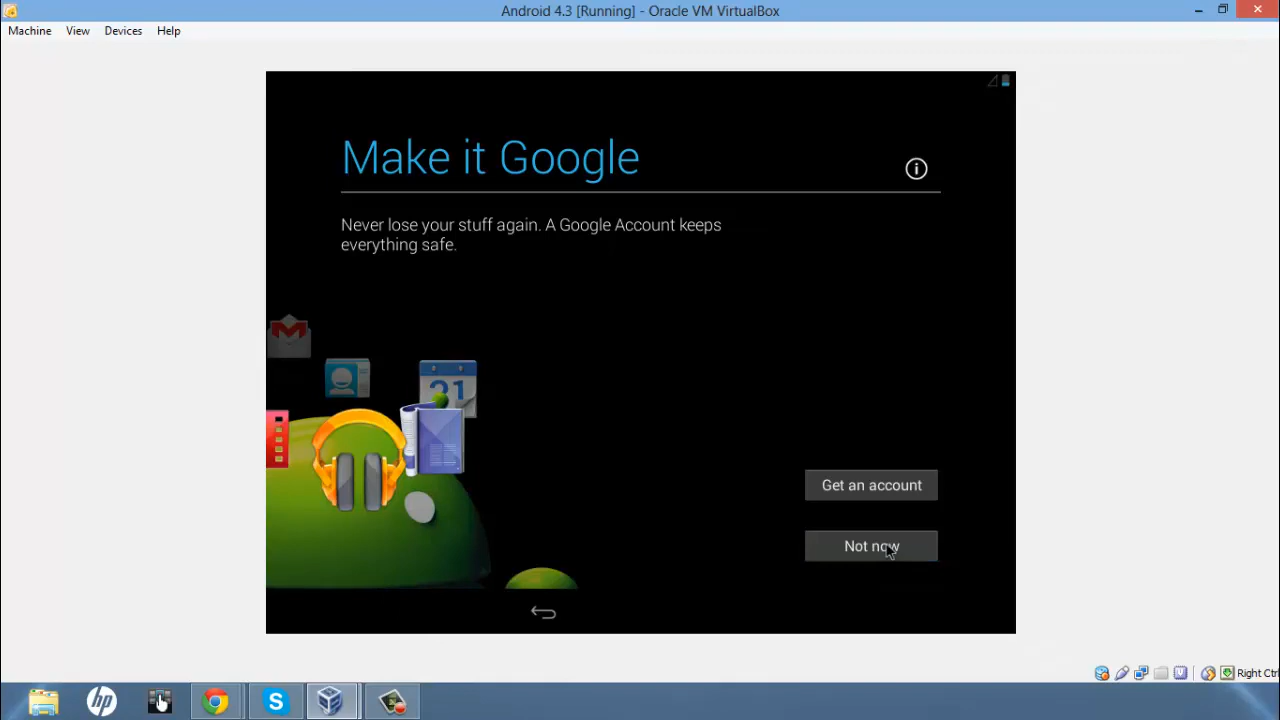 Android 4.3 [Running] - Oracle VM VirtualBox
Machine View Devices Help
Make it Google
Never lose your stuff again. A Google Account keeps
everything safe.
31
Get an account
Not now
Right Ctrl